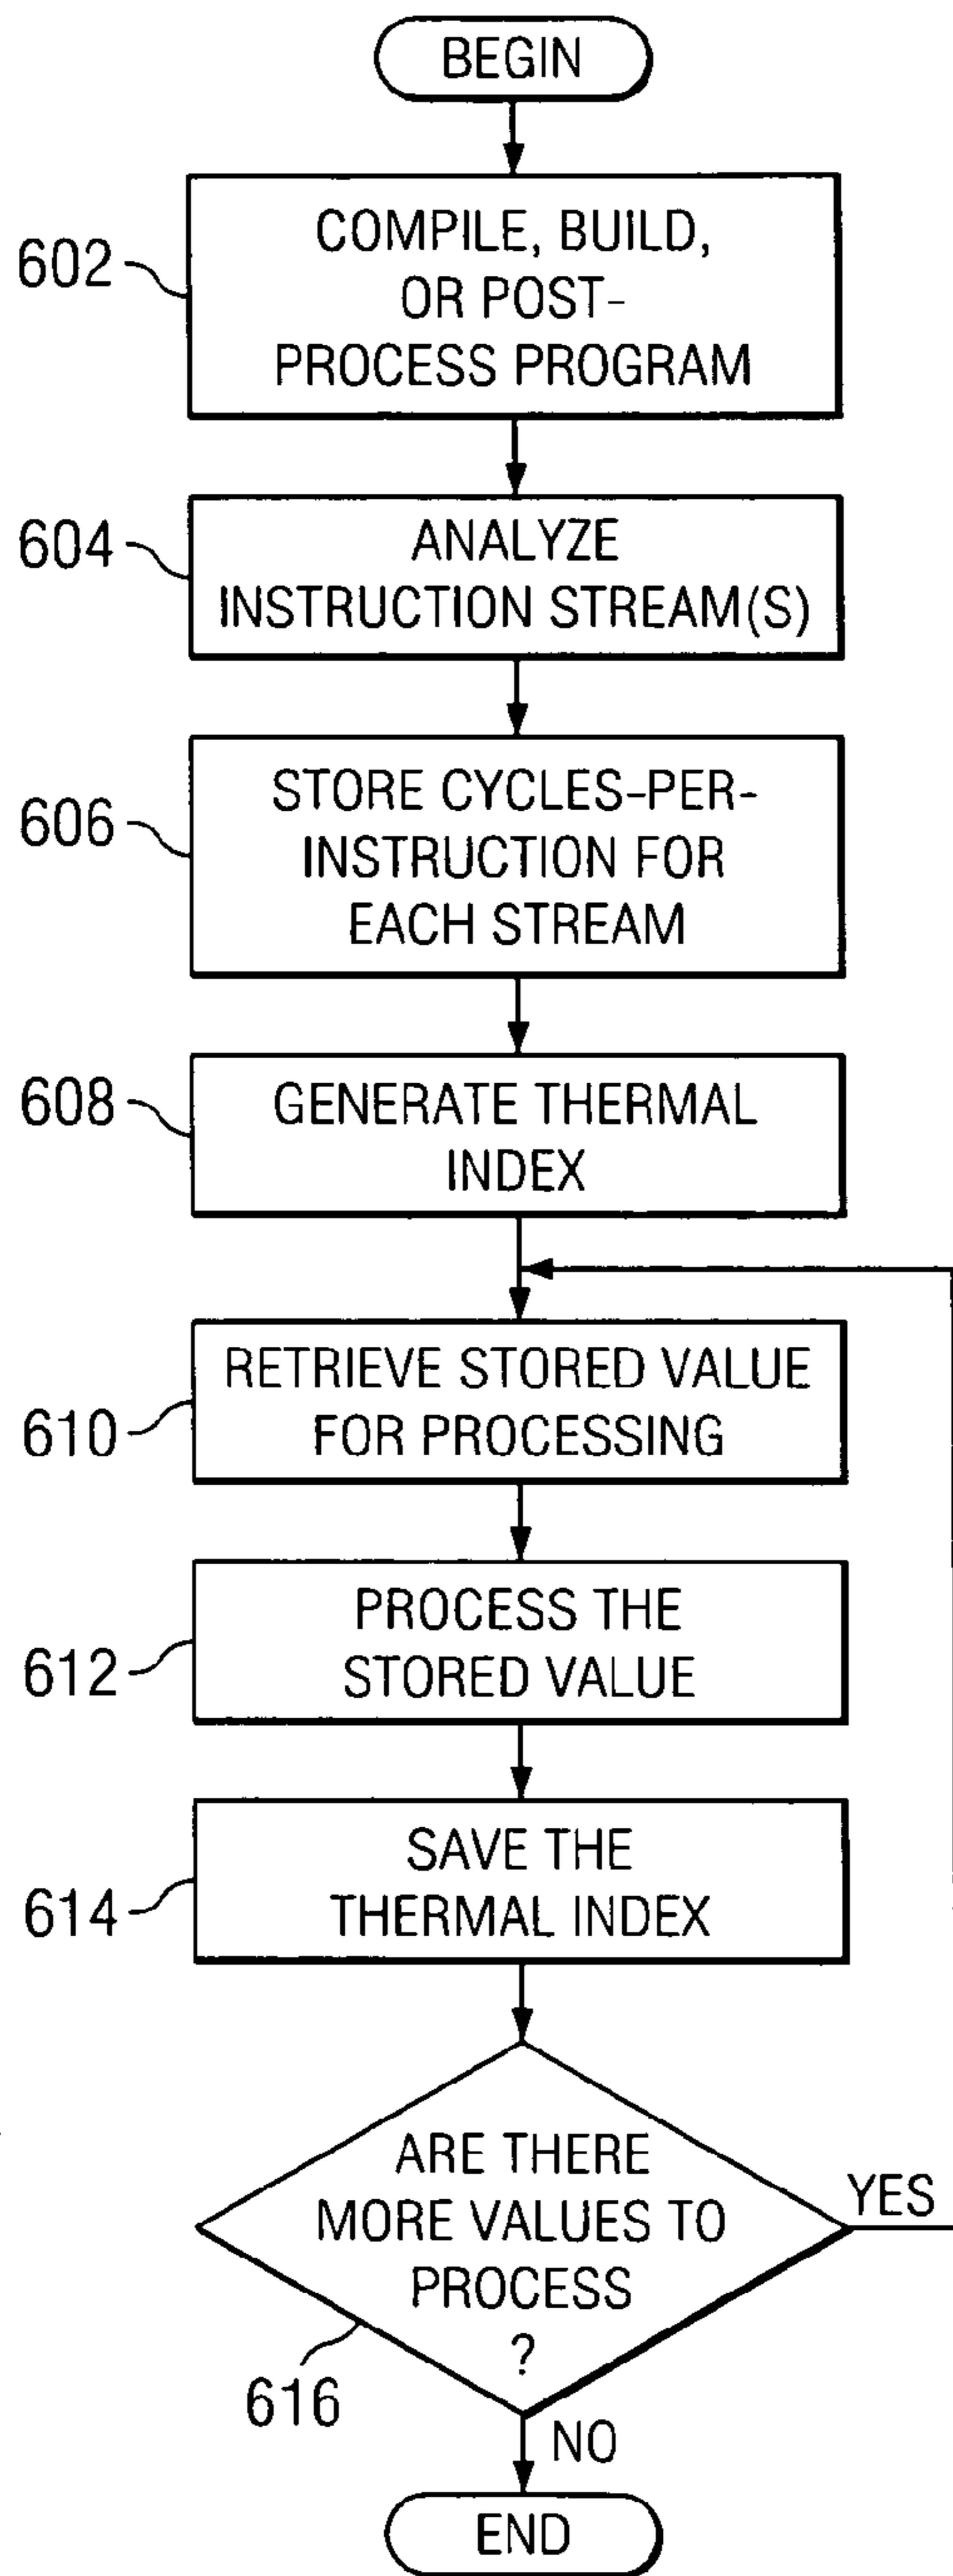 BEGIN
602
COMPILE, BUILD,
OR POST-
PROCESS PROGRAM
604
ANALYZE
INSTRUCTION STREAM(S)
606
STORE CYCLES-PER-
INSTRUCTION FOR
EACH STREAM
608
GENERATE THERMAL
INDEX
610
RETRIEVE STORED VALUE
FOR PROCESSING
612
PROCESS THE
STORED VALUE
614
SAVE THE
THERMAL INDEX
ARE THERE
MORE VALUES TO
PROCESS
?
YES
616
NO
END